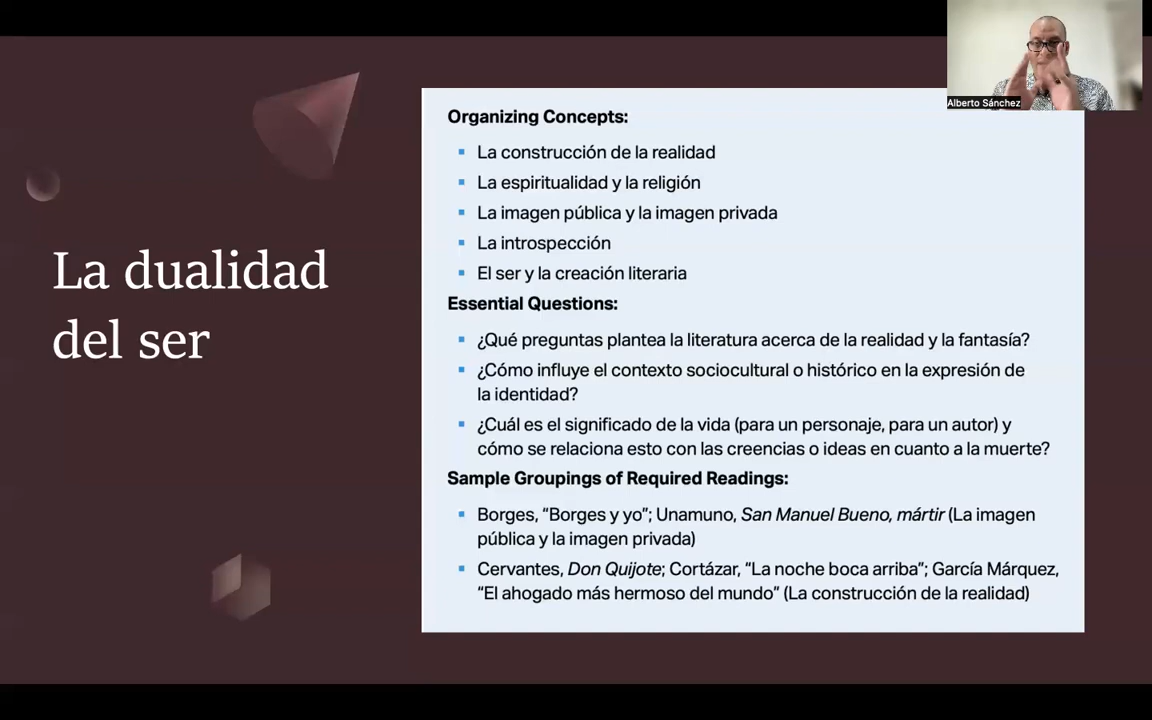 Alberto Sánchez
La dualidad
del ser
Organizing Concepts:
▪ La construcción de la realidad
▪ La espiritualidad y la religión
▪ La imagen pública y la imagen privada
▪ La introspección
▪ El ser y la creación literaria
Essential Questions:
▪ ¿Qué preguntas plantea la literatura acerca de la realidad y la fantasía?
▪ ¿Cómo influye el contexto sociocultural o histórico en la expresión de
la identidad?
▪ ¿Cuál es el significado de la vida (para un personaje, para un autor) y
cómo se relaciona esto con las creencias o ideas en cuanto a la muerte?
Sample Groupings of Required Readings:
▪ Borges, “Borges y yo”; Unamuno, San Manuel Bueno, mártir (La imagen
pública y la imagen privada)
▪ Cervantes, Don Quijote; Cortázar, “La noche boca arriba”; García Márquez,
“El ahogado más hermoso del mundo” (La construcción de la realidad)